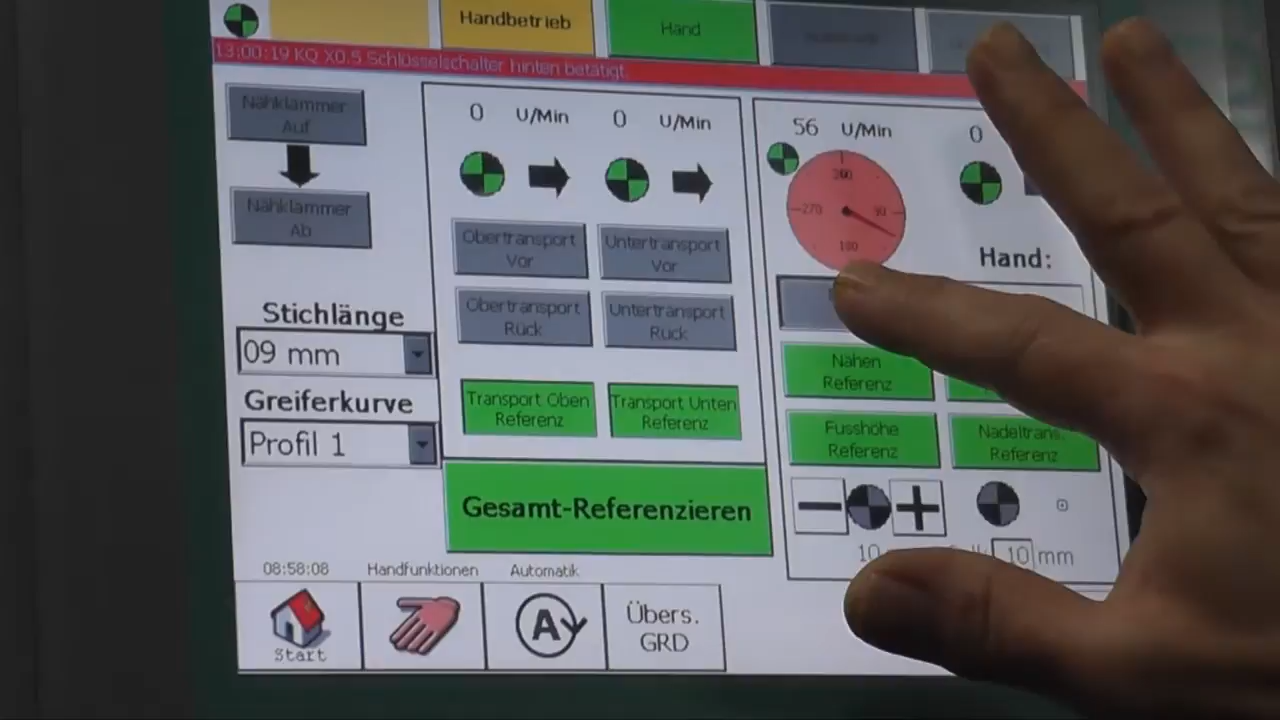 Handbetrieb
Hand
13:00:19 KQ X0.5 Schlüsselschalter hinten betätigt.
Nähklammer
Auf
Nähklammer
Ab
0 U/Min
0 U/Min
56 U/Min
0
90
180
270
Obertransport
Vor
Untertransport
Vor
Obertransport
Rück
Untertransport
Rück
Hand:
Stichlänge
09 mm
Greiferkurve
Profil 1
Transport Oben
Referenz
Transport Unten
Referenz
Nähen
Referenz
Fusshöhe
Referenz
Nadeltrans.
Referenz
Gesamt-Referenzieren
10
10 mm
08:58:08
Handfunktionen
Automatik
Start
A
Übers.
GRD